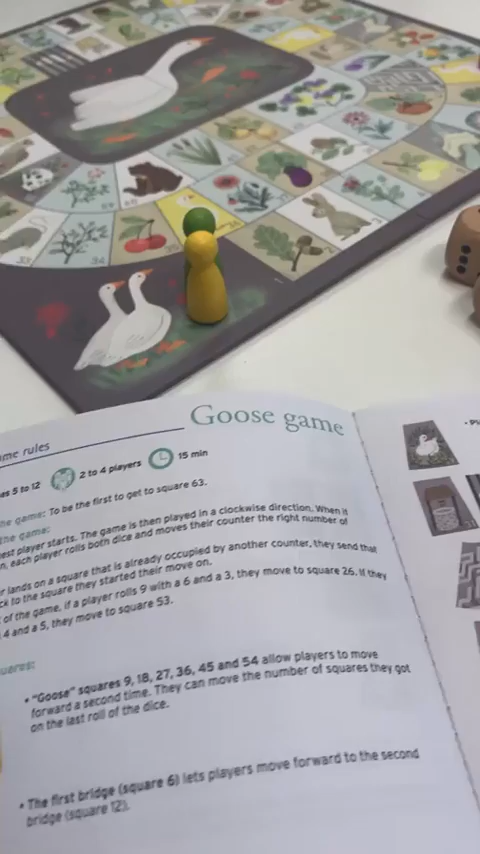 Goose game
me rules
as 5 to 12
2 to 4 players
15 min
he game: To be the first to get to square 63.
the game:
est player starts. The game is then played in a clockwise direction. When it
n, each player rolls both dice and moves their counter the right number of
r lands on a square that is already occupied by another counter, they send that
ck to the square they started their move on.
of the game, if a player rolls 9 with a 6 and a 3, they move to square 26. If they
4 and a 5, they move to square 53.
uares:
• "Goose" squares 9, 18, 27, 36, 45 and 54 allow players to move
forward a second time. They can move the number of squares they got
on the last roll of the dice.
• The first bridge (square 6) lets players move forward to the second
bridge (square 12).